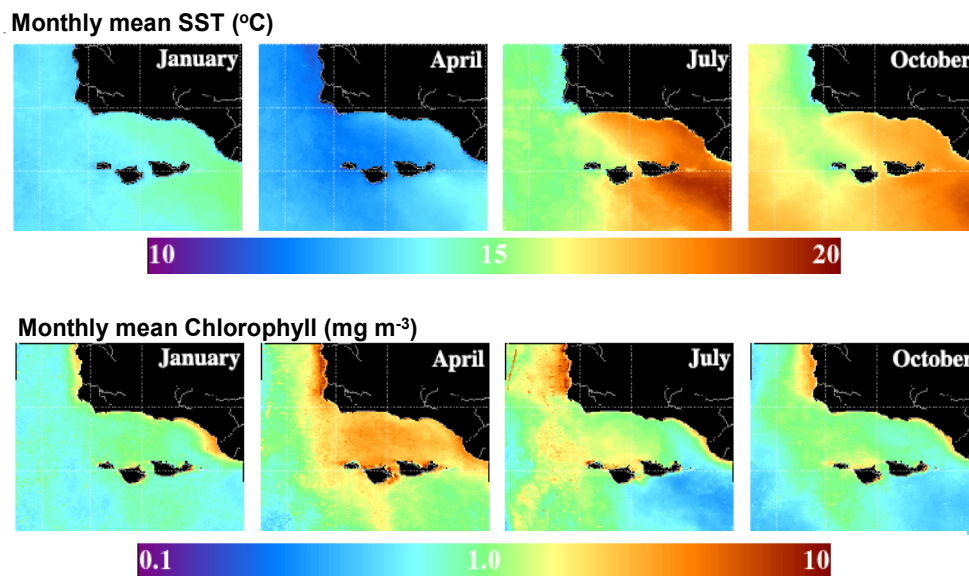 Monthly mean SST (ºC)
January April July October
10 15 20
Monthly mean Chlorophyll (mg m⁻³)
January April July October
0.1 1.0 10